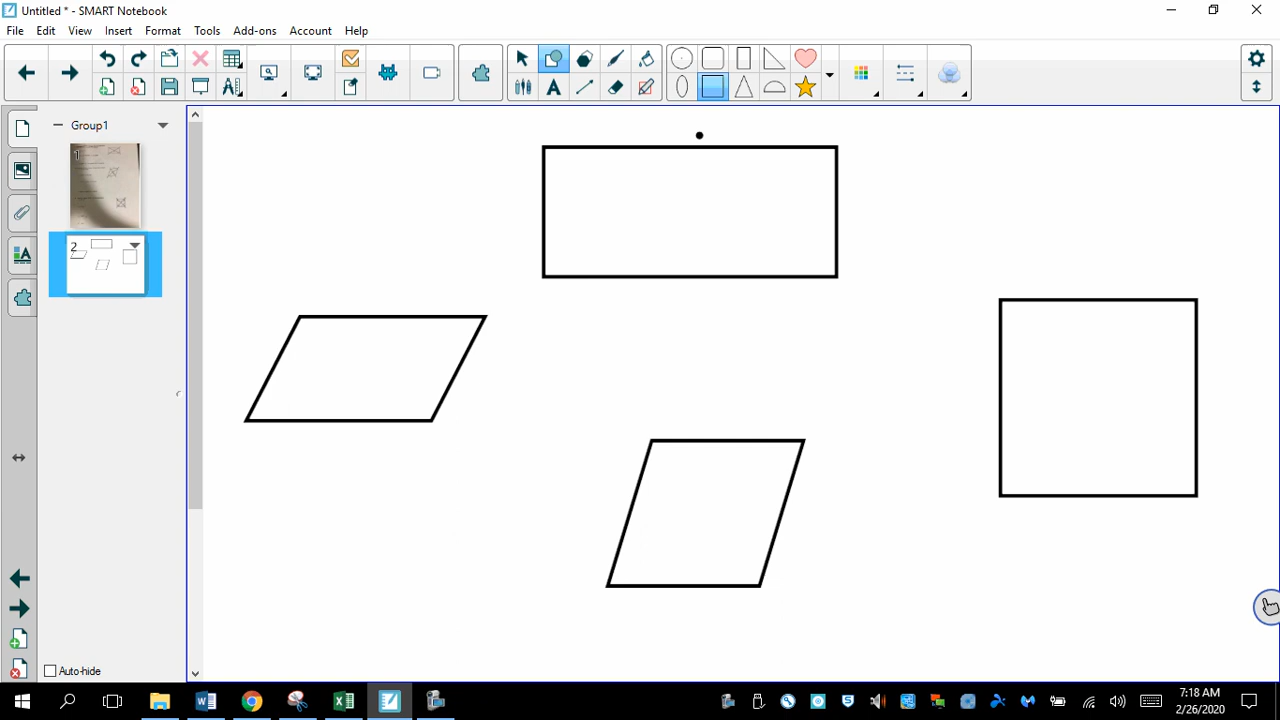 Untitled * - SMART Notebook
File Edit View Insert Format Tools Add-ons Account Help
Group1
1
2
Auto-hide
7:18 AM
2/26/2020